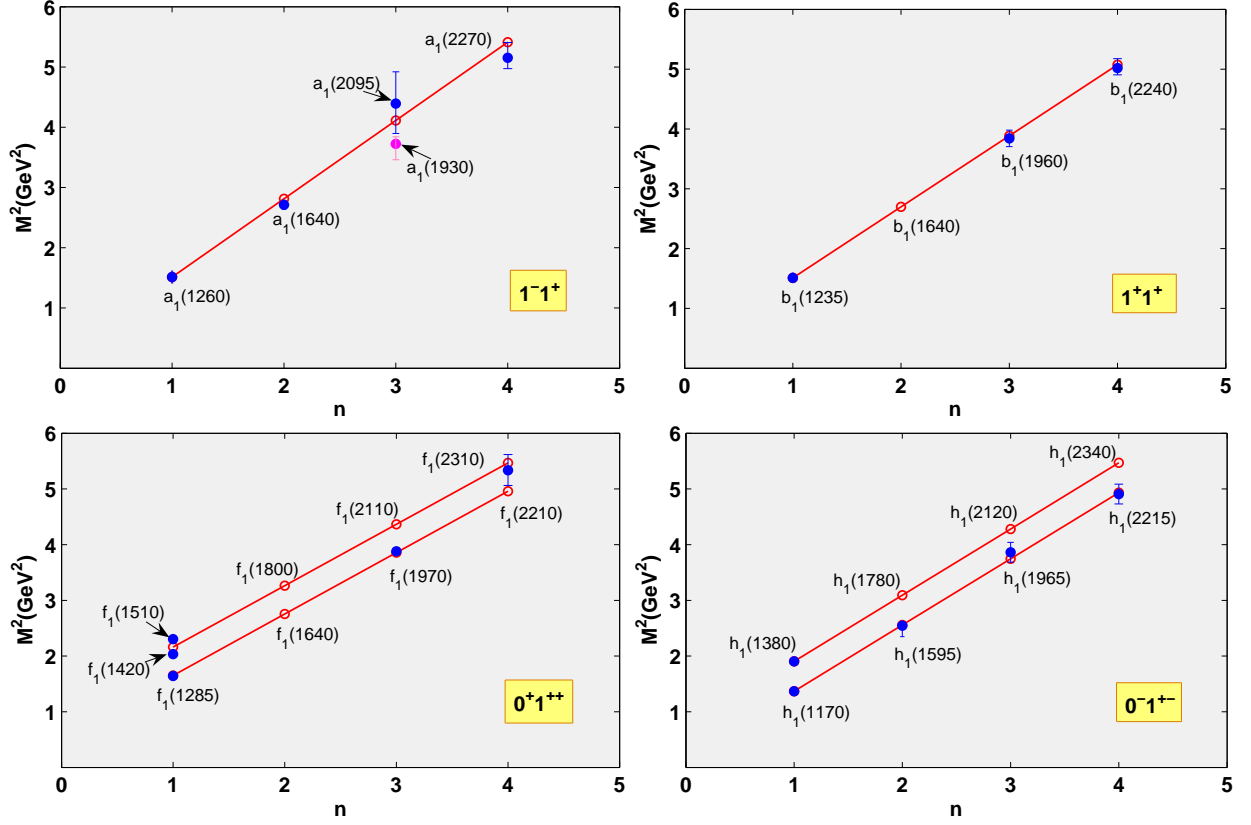 6
5
4
3
2
1
M²(GeV²)
a₁(2270)
a₁(2095)
a₁(1930)
a₁(1640)
a₁(1260)
1⁻1⁺
0 1 2 3 4 5
n
6
5
4
3
2
1
M²(GeV²)
b₁(2240)
b₁(1960)
b₁(1640)
b₁(1235)
1⁺1⁺
0 1 2 3 4 5
n
6
5
4
3
2
1
M²(GeV²)
f₁(2310)
f₁(2110)
f₁(2210)
f₁(1800)
f₁(1970)
f₁(1510)
f₁(1640)
f₁(1420)
f₁(1285)
0⁺1⁺⁺
0 1 2 3 4 5
n
6
5
4
3
2
1
M²(GeV²)
h₁(2340)
h₁(2120)
h₁(2215)
h₁(1780)
h₁(1965)
h₁(1380)
h₁(1595)
h₁(1170)
0⁻1⁺⁻
0 1 2 3 4 5
n